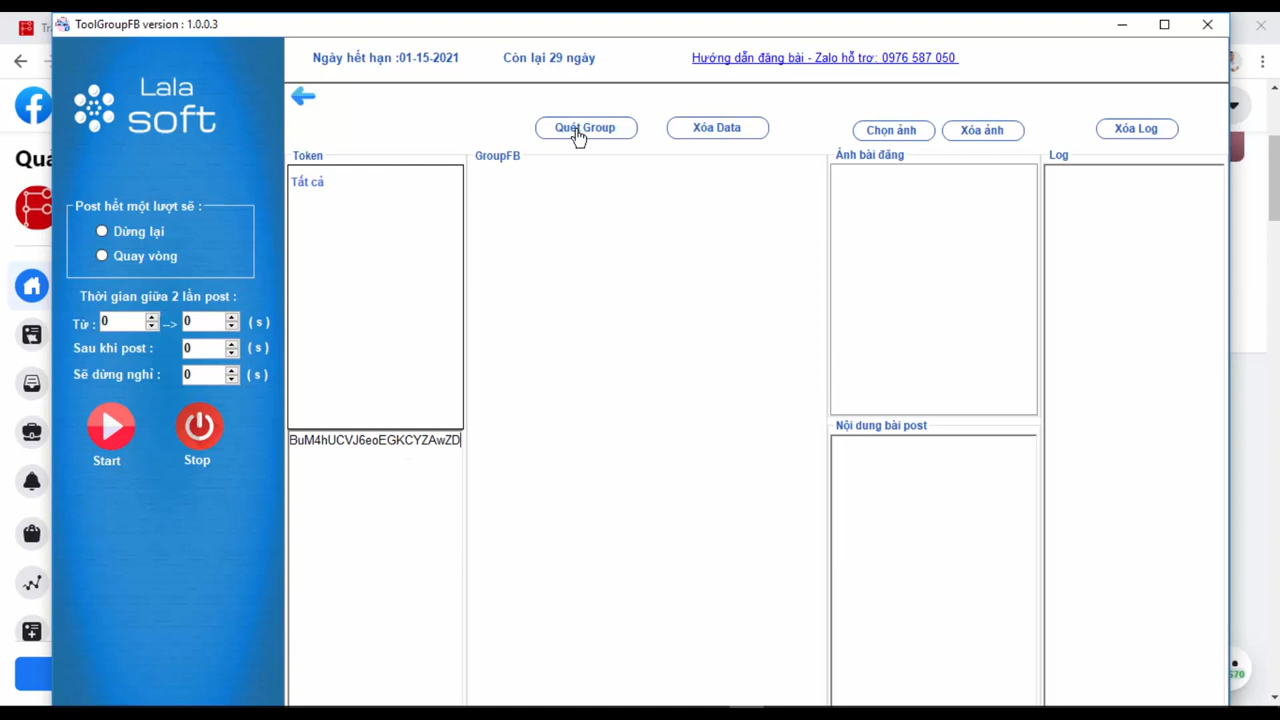 ToolGroupFB version : 1.0.0.3
Lala
soft
Ngày hết hạn :01-15-2021
Còn lại 29 ngày
Hướng dẫn đăng bài - Zalo hỗ trơ: 0976 587 050
Quét Group
Xóa Data
Chọn ảnh
Xóa ảnh
Xóa Log
Token
GroupFB
Ảnh bài đăng
Log
Tất cả
Post hết một lượt sẽ :
Dừng lại
Quay vòng
Thời gian giữa 2 lần post :
Từ : 0 --> 0 ( s )
Sau khi post : 0 ( s )
Sẽ dừng nghỉ : 0 ( s )
Start
Stop
BuM4hUCVJ6eoEGKCYZAwZD
Nội dung bài post